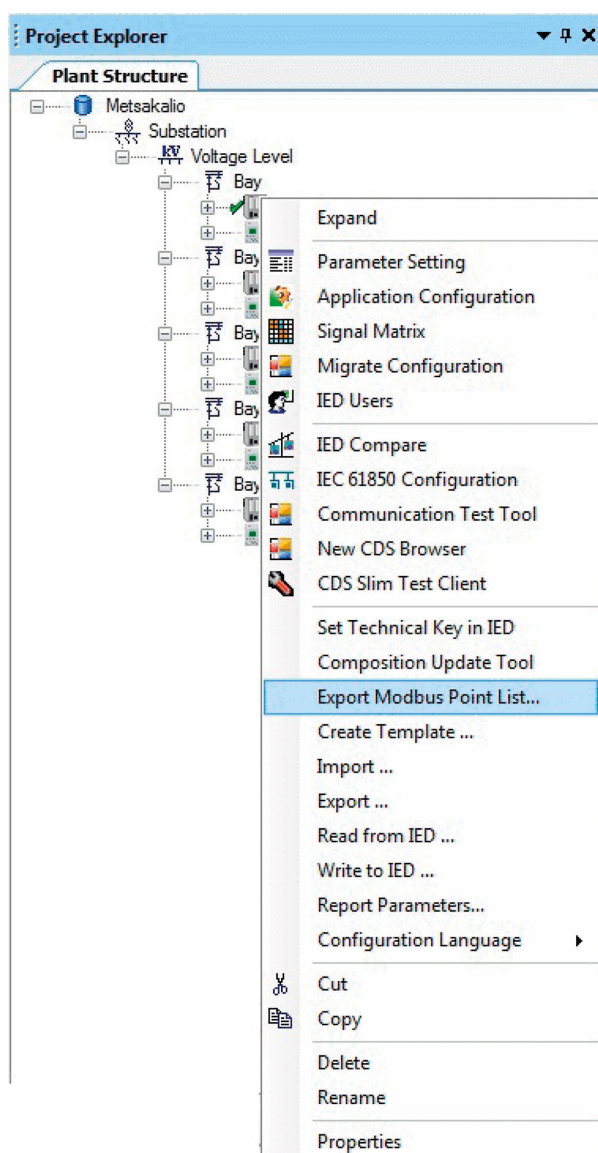 Project Explorer
Plant Structure
Metsakalio
Substation
Voltage Level
Bay
Bay
Bay
Bay
Bay
Expand
Parameter Setting
Application Configuration
Signal Matrix
Migrate Configuration
IED Users
IED Compare
IEC 61850 Configuration
Communication Test Tool
New CDS Browser
CDS Slim Test Client
Set Technical Key in IED
Composition Update Tool
Export Modbus Point List...
Create Template ...
Import ...
Export ...
Read from IED ...
Write to IED ...
Report Parameters...
Configuration Language
Cut
Copy
Delete
Rename
Properties